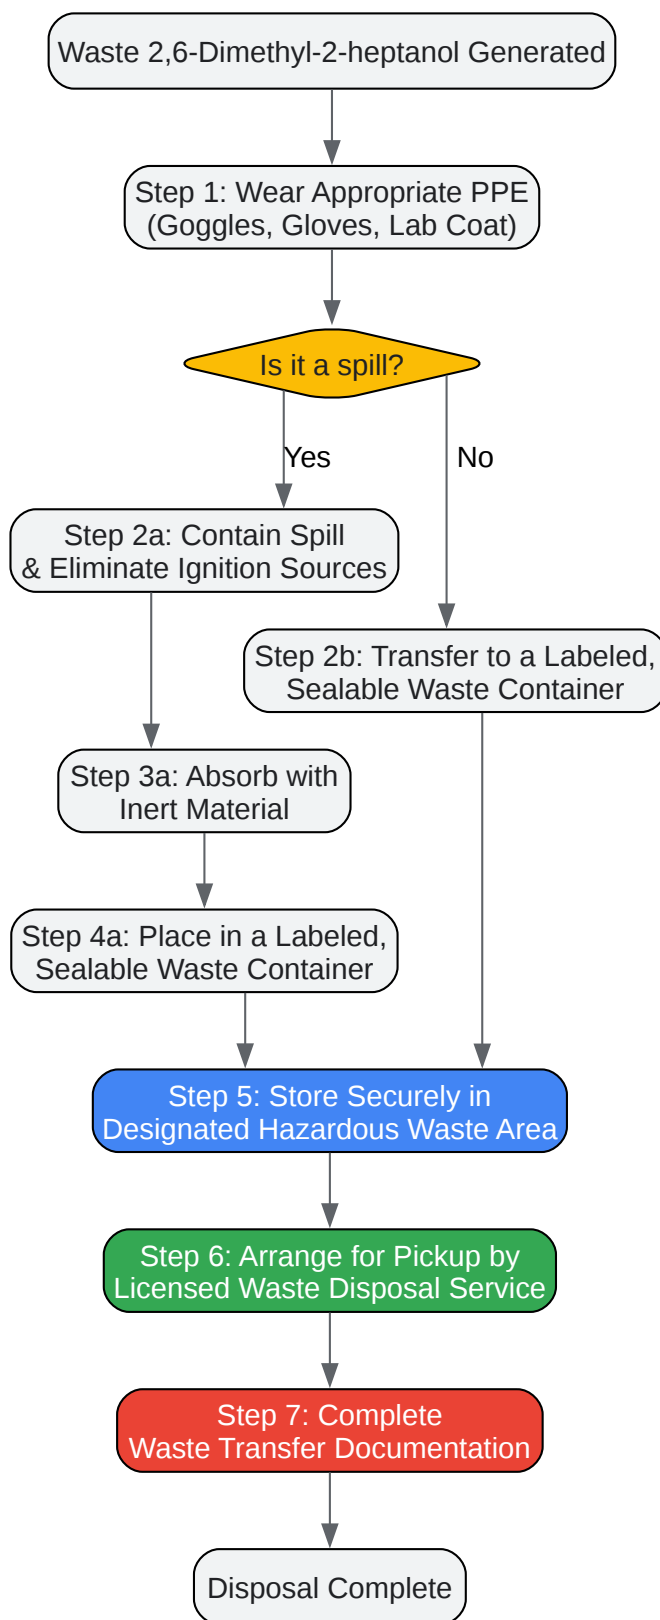 Waste 2,6-Dimethyl-2-heptanol Generated
Step 1: Wear Appropriate PPE
(Goggles, Gloves, Lab Coat)
Is it a spill?
Yes
No
Step 2a: Contain Spill
& Eliminate Ignition Sources
Step 2b: Transfer to a Labeled,
Sealable Waste Container
Step 3a: Absorb with
Inert Material
Step 4a: Place in a Labeled,
Sealable Waste Container
Step 5: Store Securely in
Designated Hazardous Waste Area
Step 6: Arrange for Pickup by
Licensed Waste Disposal Service
Step 7: Complete
Waste Transfer Documentation
Disposal Complete